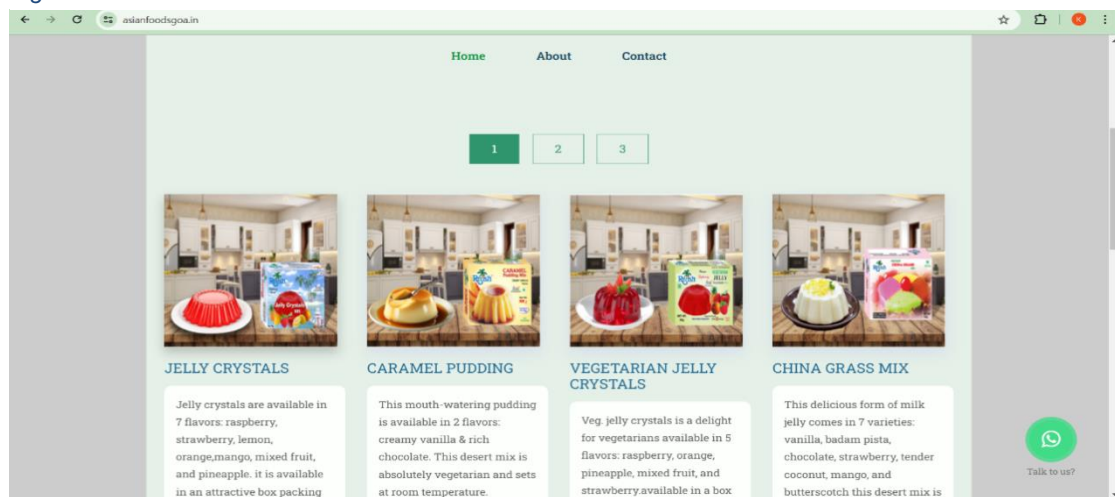 asianfoodsgoa.in
Home About Contact
1 2 3
JELLY CRYSTALS
Jelly crystals are available in
7 flavors: raspberry,
strawberry, lemon,
orange,mango, mixed fruit,
and pineapple. it is available
in an attractive box packing
CARAMEL PUDDING
This mouth-watering pudding
is available in 2 flavors:
creamy vanilla & rich
chocolate. This desert mix is
absolutely vegetarian and sets
at room temperature.
VEGETARIAN JELLY
CRYSTALS
Veg. jelly crystals is a delight
for vegetarians available in 5
flavors: raspberry, orange,
pineapple, mixed fruit, and
strawberry.available in a box
CHINA GRASS MIX
This delicious form of milk
jelly comes in 7 varieties:
vanilla, badam pista,
chocolate, strawberry, tender
coconut, mango, and
butterscotch this desert mix is
Talk to us?